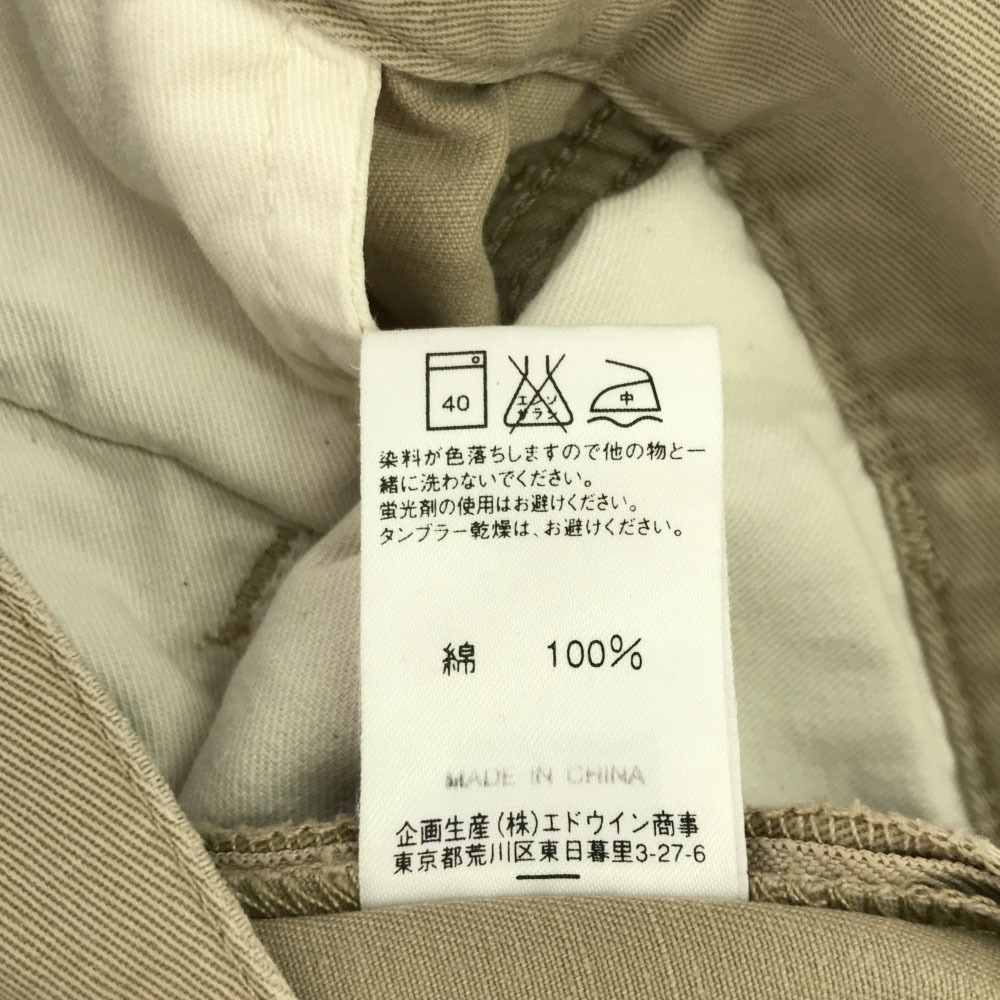 40
エンソ
サラシ
中
染料が色落ちしますので他の物と一
緒に洗わないでください。
蛍光剤の使用はお避けください。
タンブラー乾燥は、お避けください。
綿 100%
MADE IN CHINA
企画生産(株)エドウイン商事
東京都荒川区東日暮里3-27-6